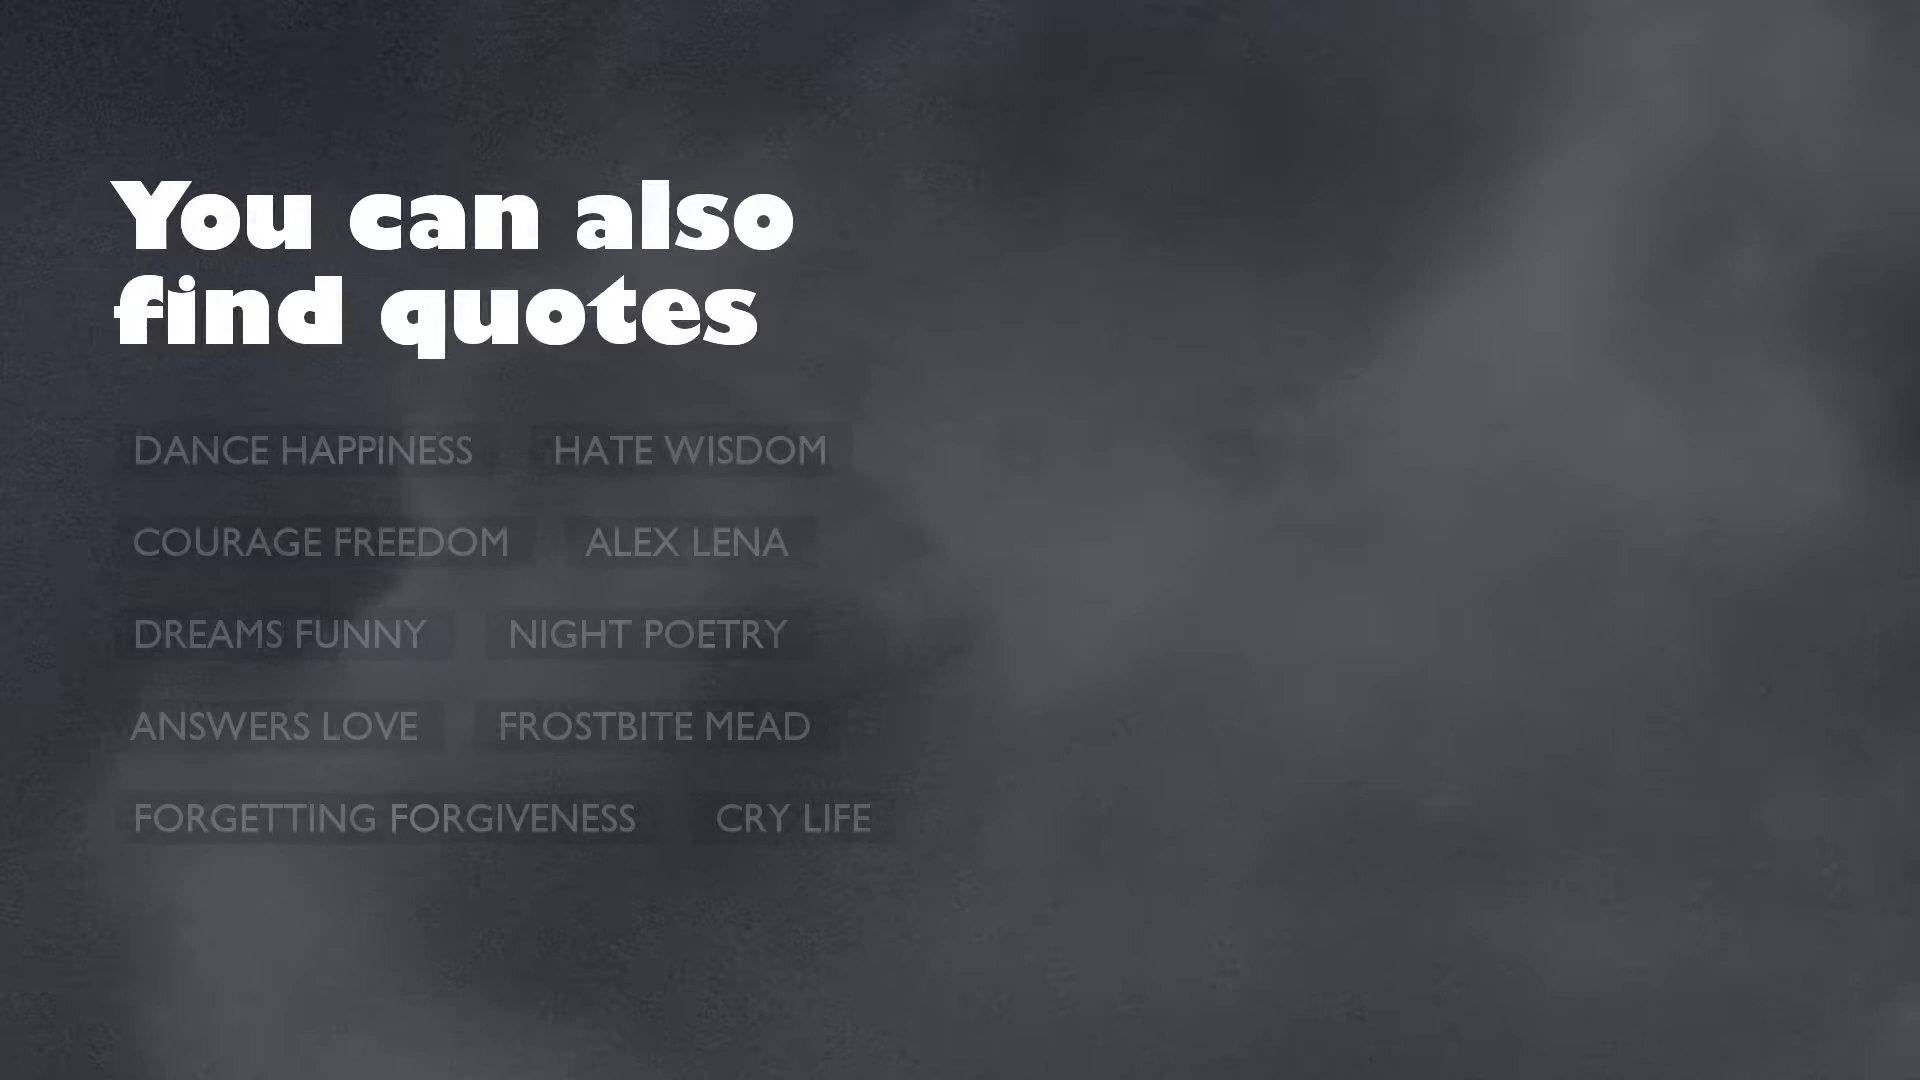 You can also
find quotes
DANCE HAPPINESS HATE WISDOM
COURAGE FREEDOM ALEX LENA
DREAMS FUNNY NIGHT POETRY
ANSWERS LOVE FROSTBITE MEAD
FORGETTING FORGIVENESS CRY LIFE